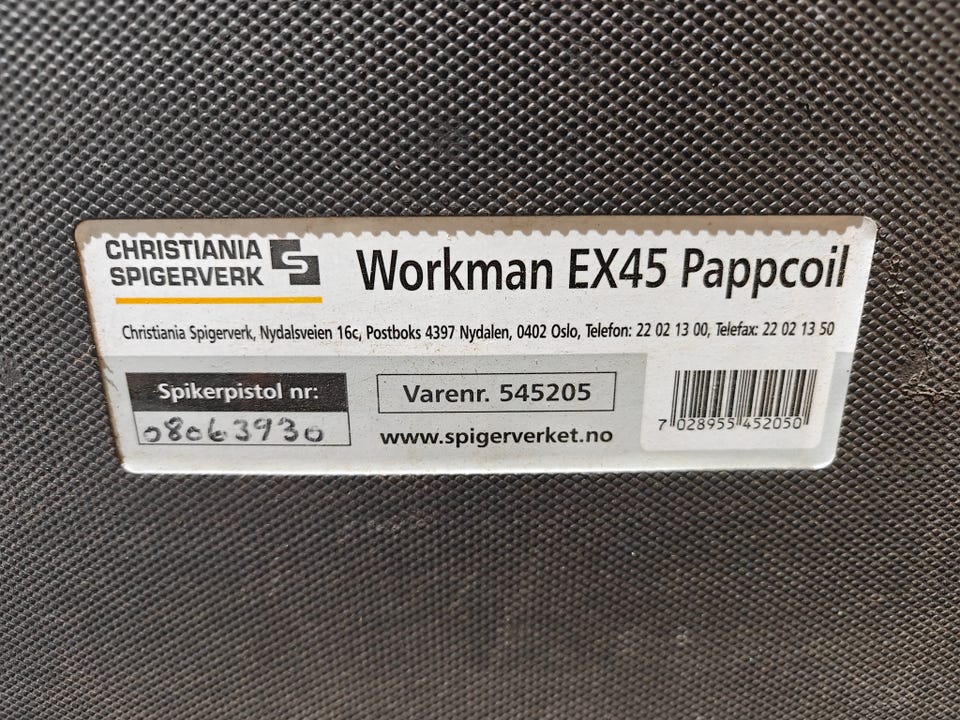 CHRISTIANIA
SPIGERVERK
Workman EX45 Pappcoil
Christiania Spigerverk, Nydalsveien 16c, Postboks 4397 Nydalen, 0402 Oslo, Telefon: 22 02 13 00, Telefax: 22 02 13 50
Spikerpistol nr:
08063930
Varenr. 545205
www.spigerverket.no
7 028955 452050